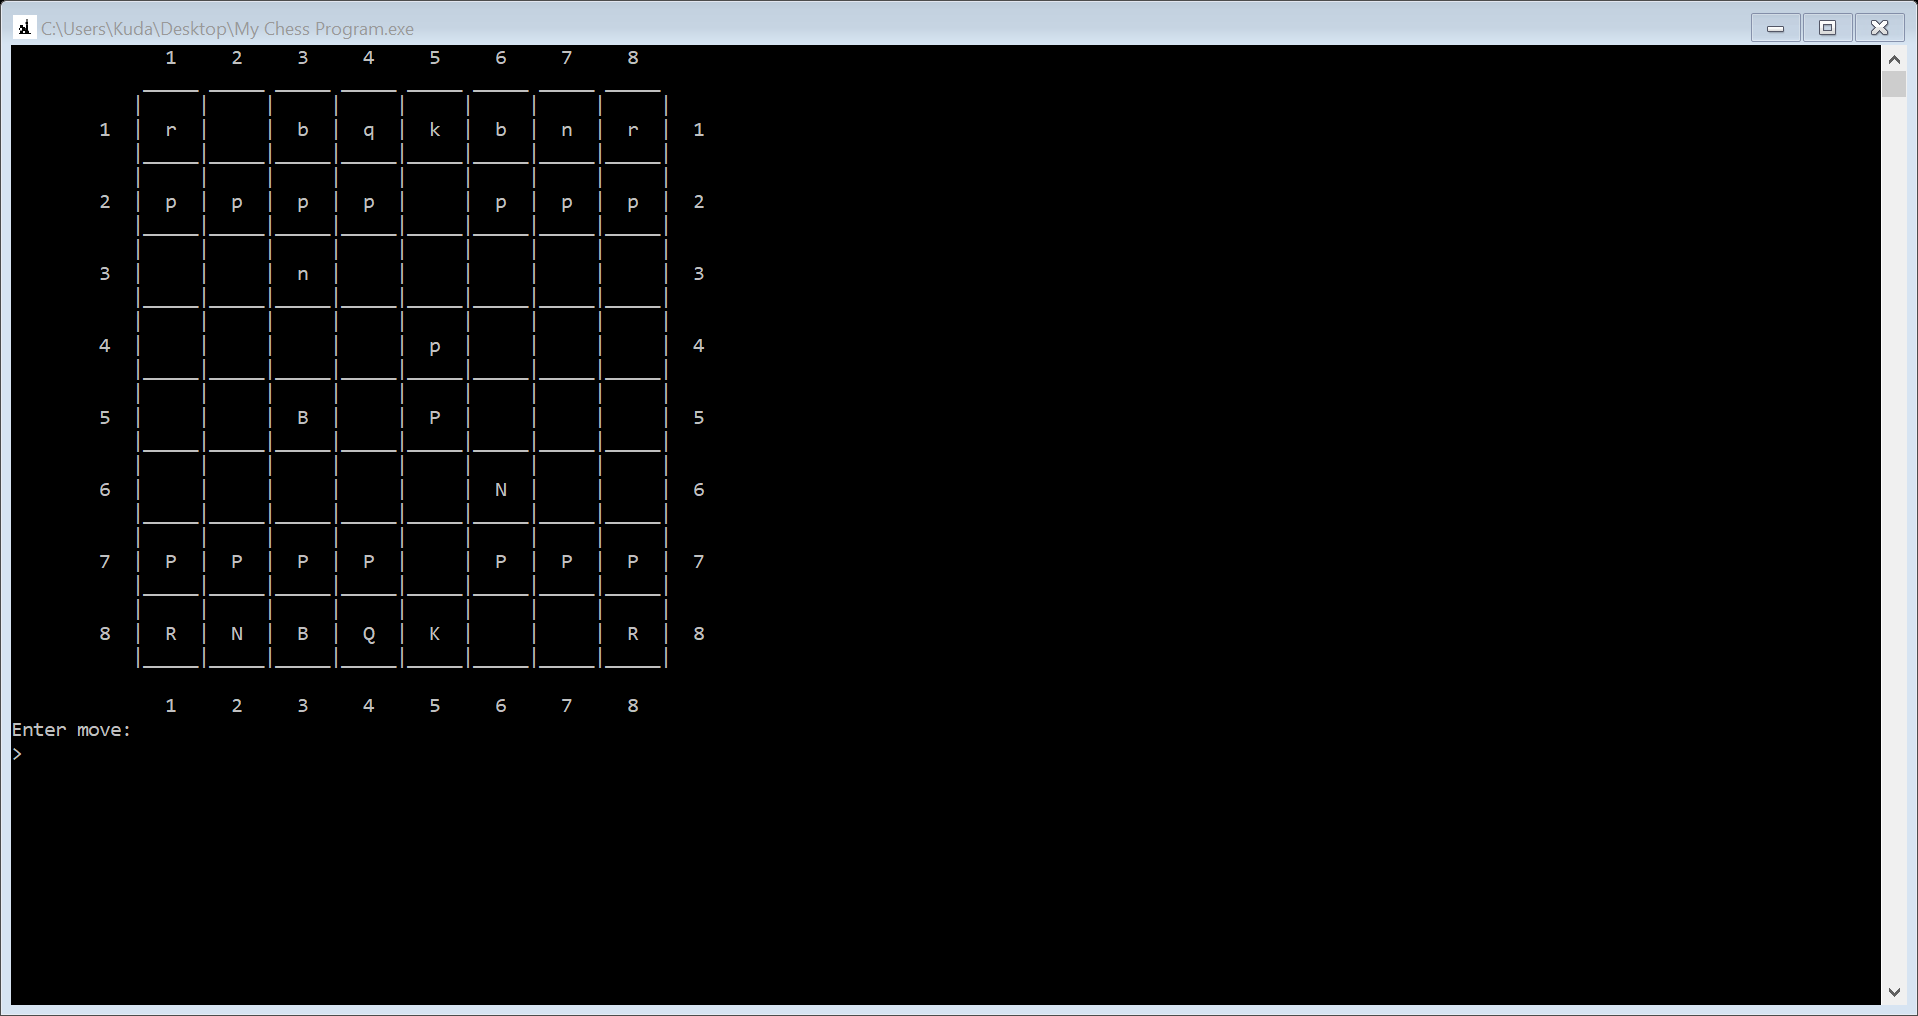 C:\Users\Kuda\Desktop\My Chess Program.exe
1 2 3 4 5 6 7 8
1 r b q k b n r 1
2 p p p p p p p 2
3 n 3
4 p 4
5 B P 5
6 N 6
7 P P P P P P P 7
8 R N B Q K R 8
1 2 3 4 5 6 7 8
Enter move:
>